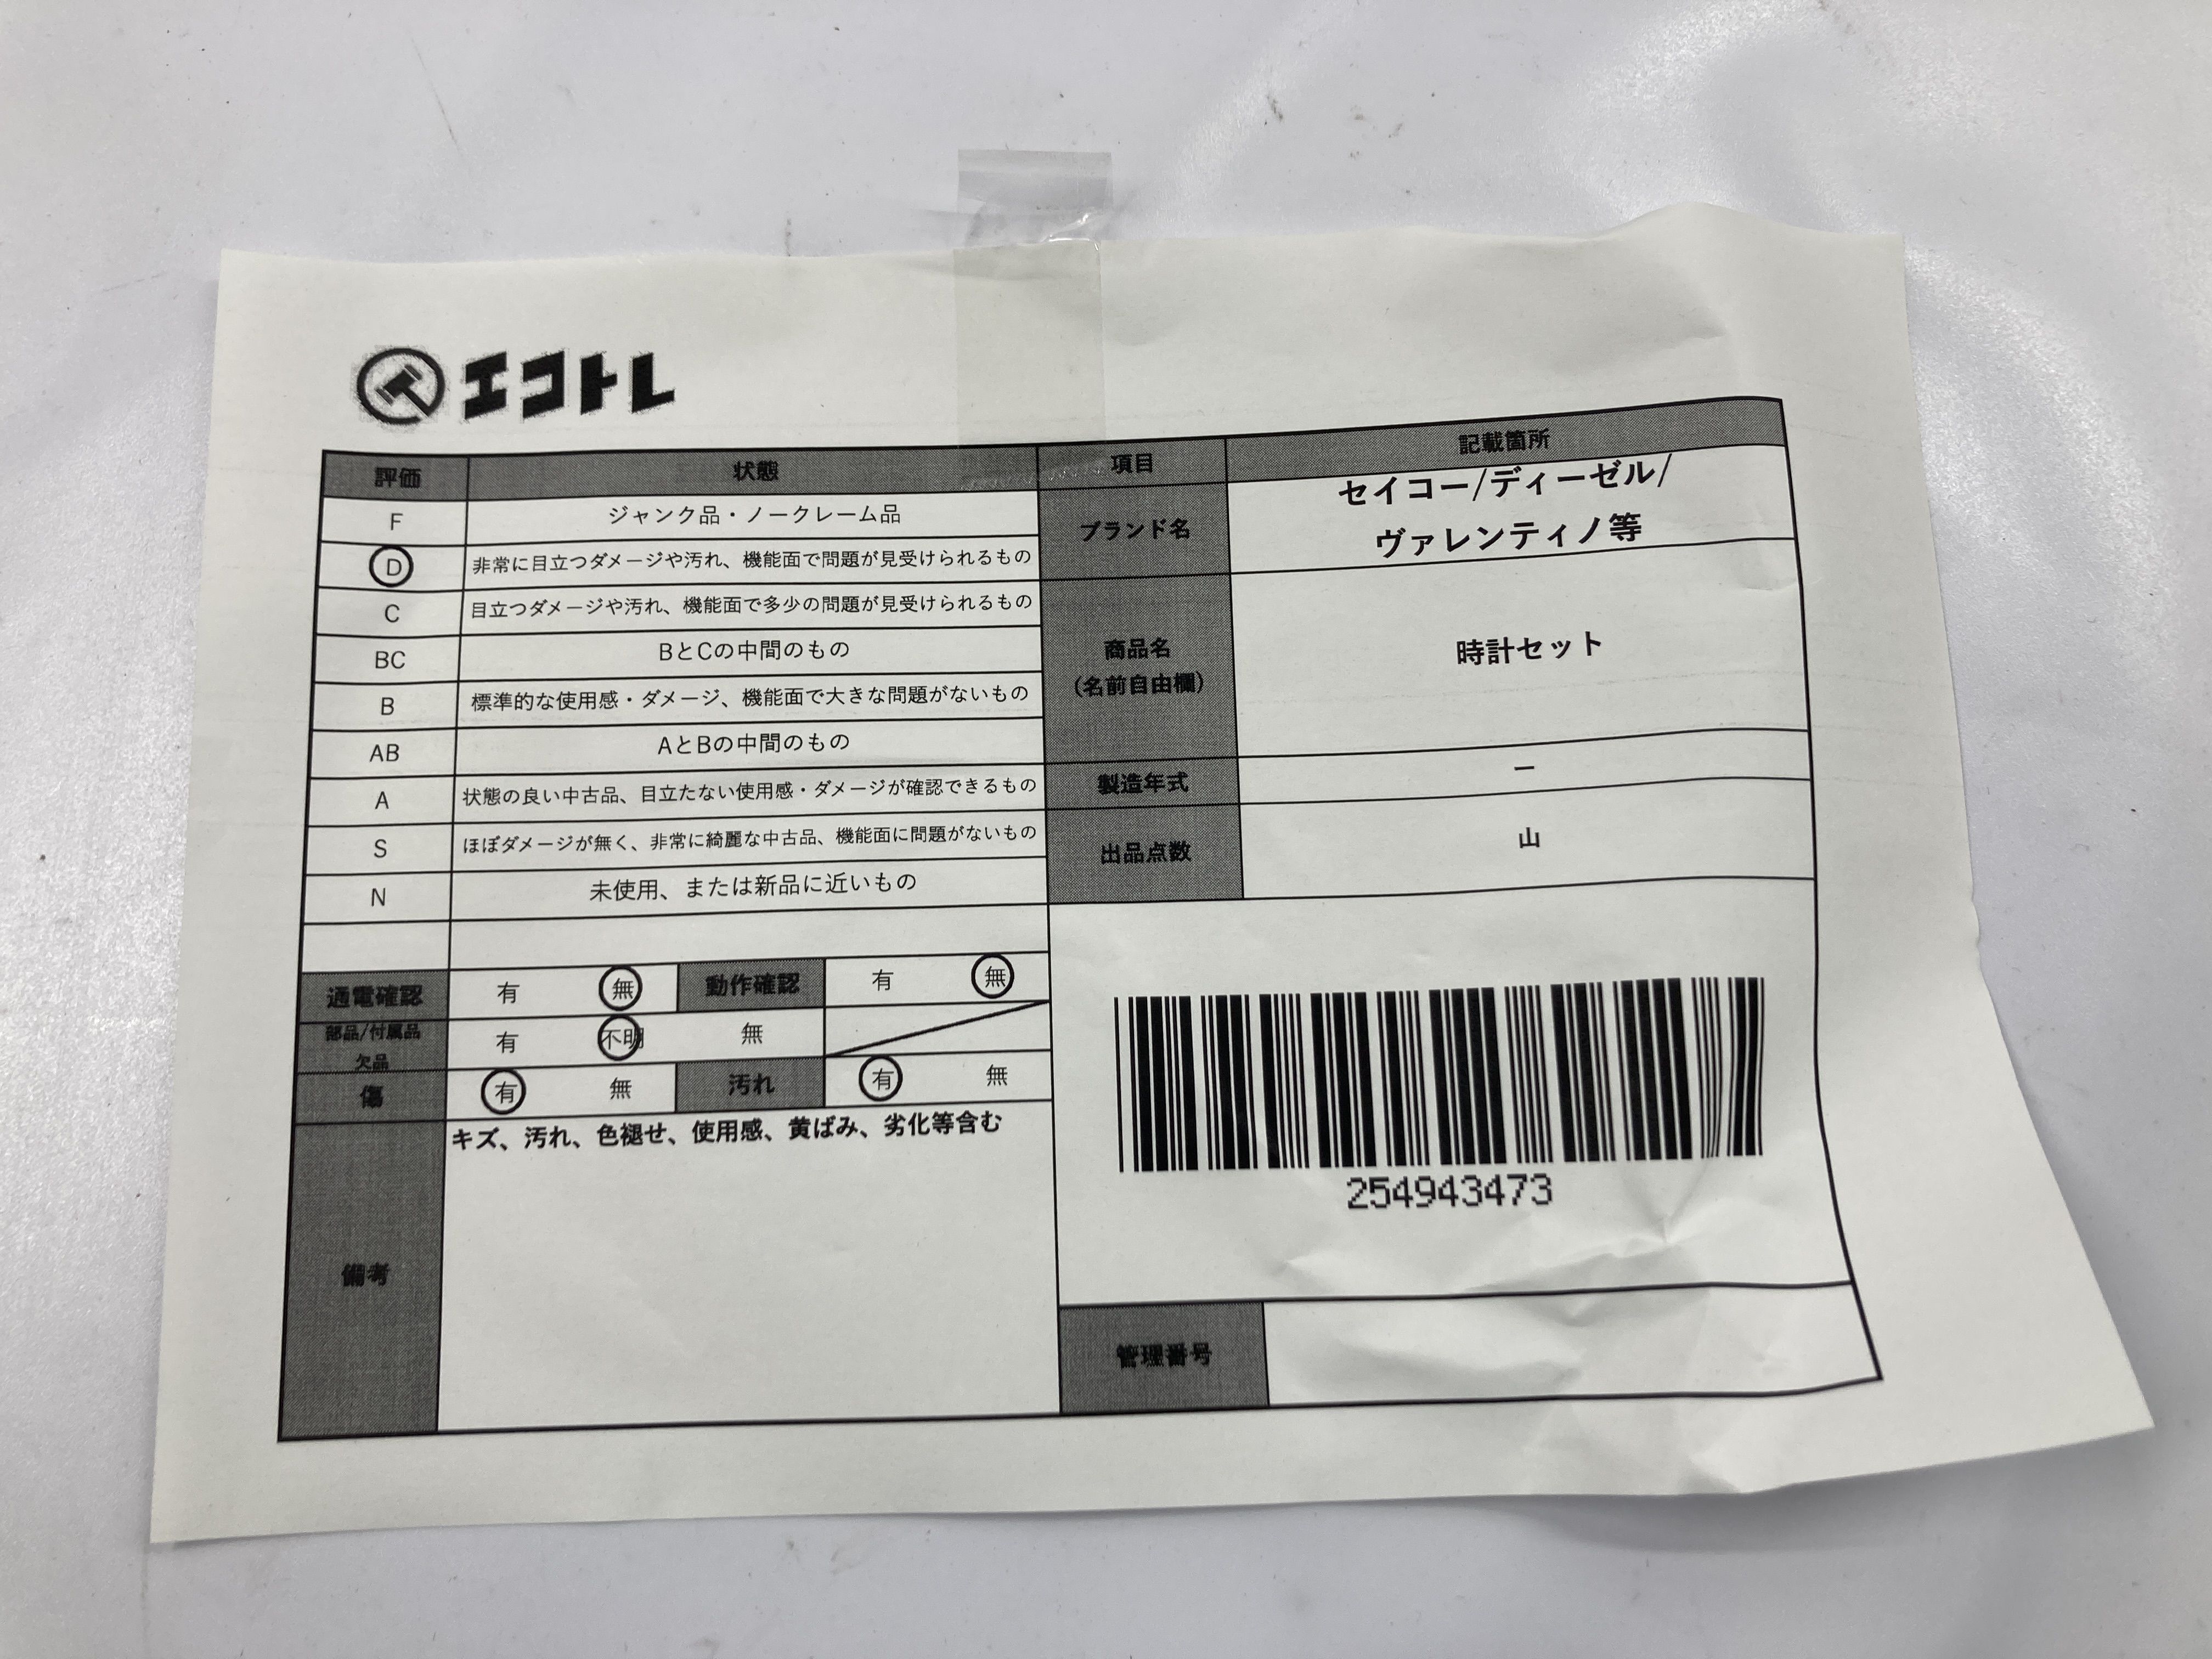 エコトレ
評価 状態 項目 記載箇所
F ジャンク品・ノークレーム品
D 非常に目立つダメージや汚れ、機能面で問題が見受けられるもの
C 目立つダメージや汚れ、機能面で多少の問題が見受けられるもの
BC BとCの中間のもの
B 標準的な使用感・ダメージ、機能面で大きな問題がないもの
AB AとBの中間のもの
A 状態の良い中古品、目立たない使用感・ダメージが確認できるもの
S ほぼダメージが無く、非常に綺麗な中古品、機能面に問題がないもの
N 未使用、または新品に近いもの
ブランド名 セイコー/ディーゼル/
ヴァレンティノ等
商品名
(名前自由欄)
時計セット
製造年式 ー
出品点数 山
通電確認 有 無 動作確認 有 無
部品/付属品
欠品
有 不明 無
傷 有 無 汚れ 有 無
備考 キズ、汚れ、色褪せ、使用感、黄ばみ、劣化等含む
254943473
管理番号